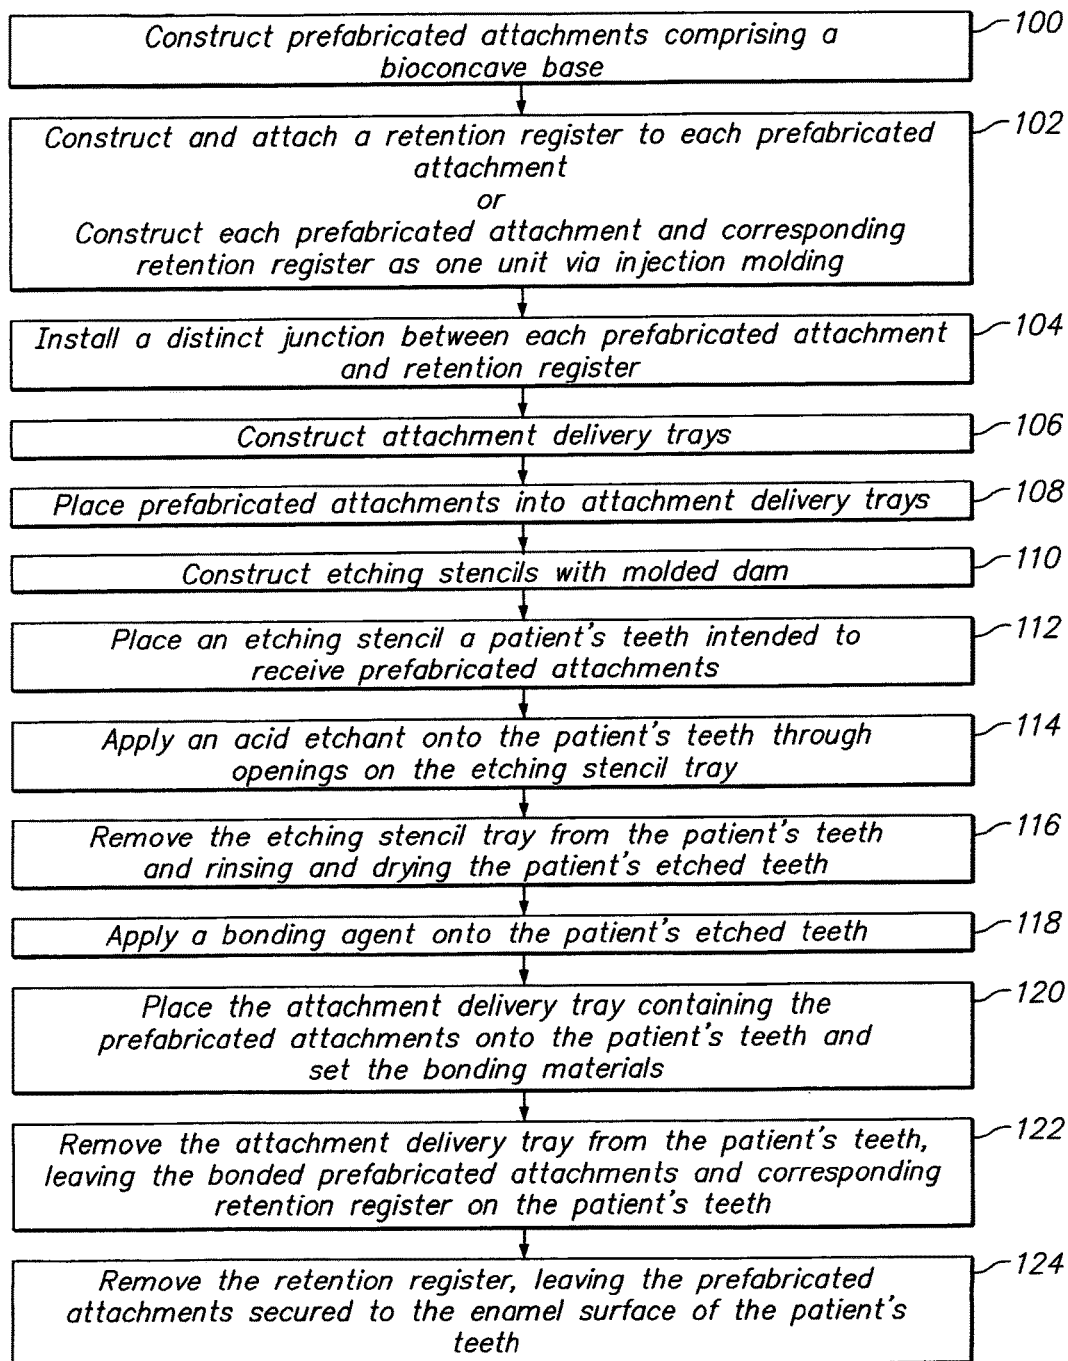 Construct prefabricated attachments comprising a
bioconcave base
100
Construct and attach a retention register to each prefabricated
attachment
or
Construct each prefabricated attachment and corresponding
retention register as one unit via injection molding
102
Install a distinct junction between each prefabricated attachment
and retention register
104
Construct attachment delivery trays
106
Place prefabricated attachments into attachment delivery trays
108
Construct etching stencils with molded dam
110
Place an etching stencil a patient's teeth intended to
receive prefabricated attachments
112
Apply an acid etchant onto the patient's teeth through
openings on the etching stencil tray
114
Remove the etching stencil tray from the patient's teeth
and rinsing and drying the patient's etched teeth
116
Apply a bonding agent onto the patient's etched teeth
118
Place the attachment delivery tray containing the
prefabricated attachments onto the patient's teeth and
set the bonding materials
120
Remove the attachment delivery tray from the patient's teeth,
leaving the bonded prefabricated attachments and corresponding
retention register on the patient's teeth
122
Remove the retention register, leaving the prefabricated
attachments secured to the enamel surface of the patient's
teeth
124